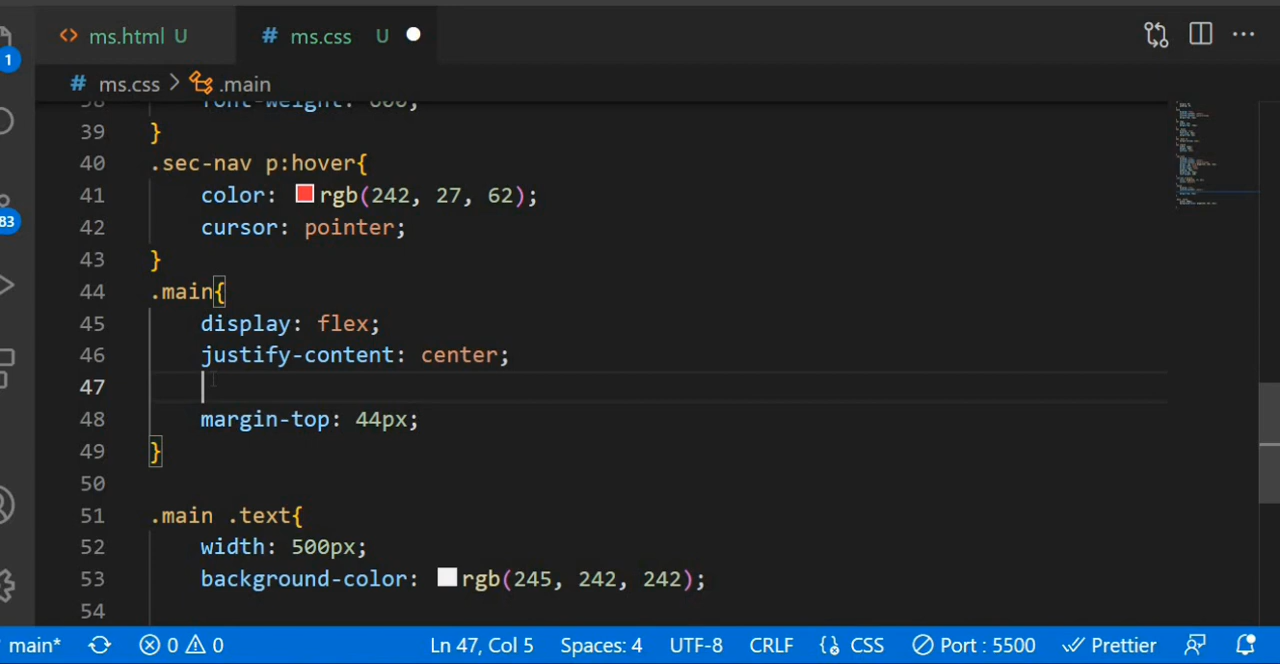 ms.html U
# ms.css U
# ms.css > .main
1
83
39 }
40 .sec-nav p:hover{
41 color: rgb(242, 27, 62);
42 cursor: pointer;
43 }
44 .main{
45 display: flex;
46 justify-content: center;
47
48 margin-top: 44px;
49 }
50
51 .main .text{
52 width: 500px;
53 background-color: rgb(245, 242, 242);
54
main* 0 0 Ln 47, Col 5 Spaces: 4 UTF-8 CRLF {} CSS Port : 5500 Prettier